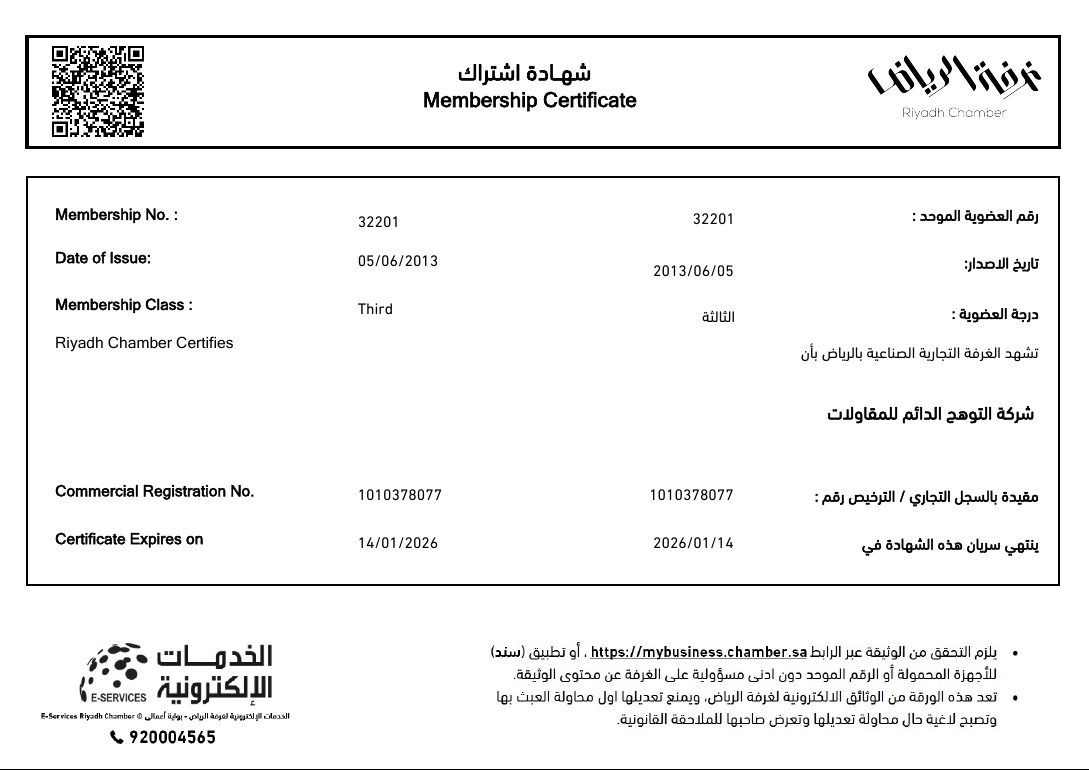 شهادة اشتراك
Membership Certificate
غرفة الرياض
Riyadh Chamber
Membership No. : 32201 32201 رقم العضوية الموحد :
Date of Issue: 05/06/2013 2013/06/05 تاريخ الاصدار:
Membership Class : Third الثالثة درجة العضوية :
Riyadh Chamber Certifies تشهد الغرفة التجارية الصناعية بالرياض بأن
شركة التوهج الدائم للمقاولات
Commercial Registration No. 1010378077 1010378077 مقيدة بالسجل التجاري / الترخيص رقم :
Certificate Expires on 14/01/2026 2026/01/14 ينتهي سريان هذه الشهادة في
• يلزم التحقق من الوثيقة عبر الرابط https://mybusiness.chamber.sa ، أو تطبيق (سند)
للأجهزة المحمولة أو الرقم الموحد دون ادنى مسؤولية على الغرفة عن محتوى الوثيقة.
• تعد هذه الورقة من الوثائق الالكترونية لغرفة الرياض، ويمنع تعديلها اول محاولة العبث بها
وتصبح لاغية حال محاولة تعديلها وتعرض صاحبها للملاحقة القانونية.
الخدمـــات
الإلكترونية
E-SERVICES
E-Services Riyadh Chamber © الخدمات الإلكترونية لغرفة الرياض - بوابة أعمالي
920004565